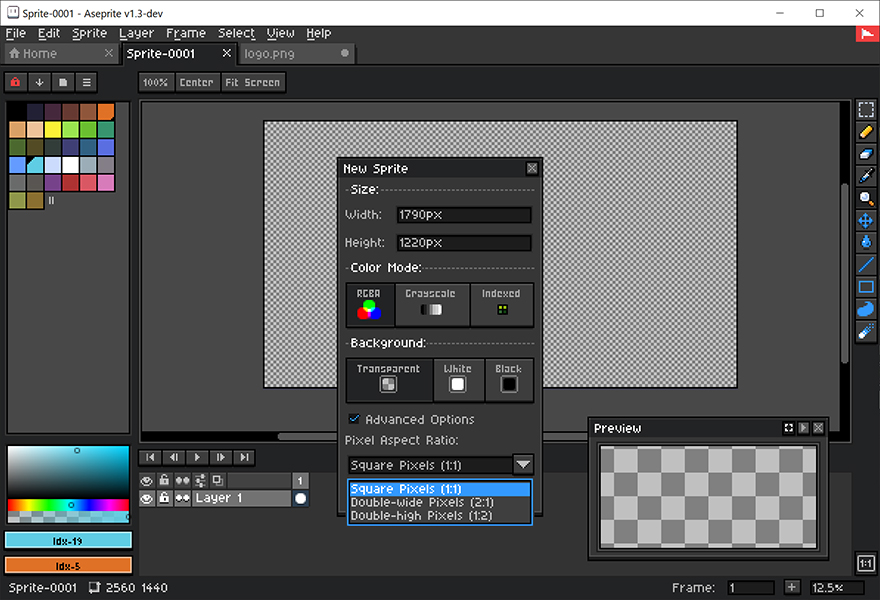 Sprite-0001 - Aseprite v1.3-dev
File Edit Sprite Layer Frame Select View Help
Home Sprite-0001 logo.png
100% Center Fit Screen
New Sprite
Size:
Width: 1790px
Height: 1220px
Color Mode:
RGBA Grayscale Indexed
Background:
Transparent White Black
Advanced Options
Pixel Aspect Ratio:
Square Pixels (1:1)
Square Pixels (1:1)
Double-wide Pixels (2:1)
Double-high Pixels (1:2)
Preview
1
Layer 1
Idx-19
Idx-5
1:1
Sprite-0001 2560 1440 Frame: 1 + 12.5%